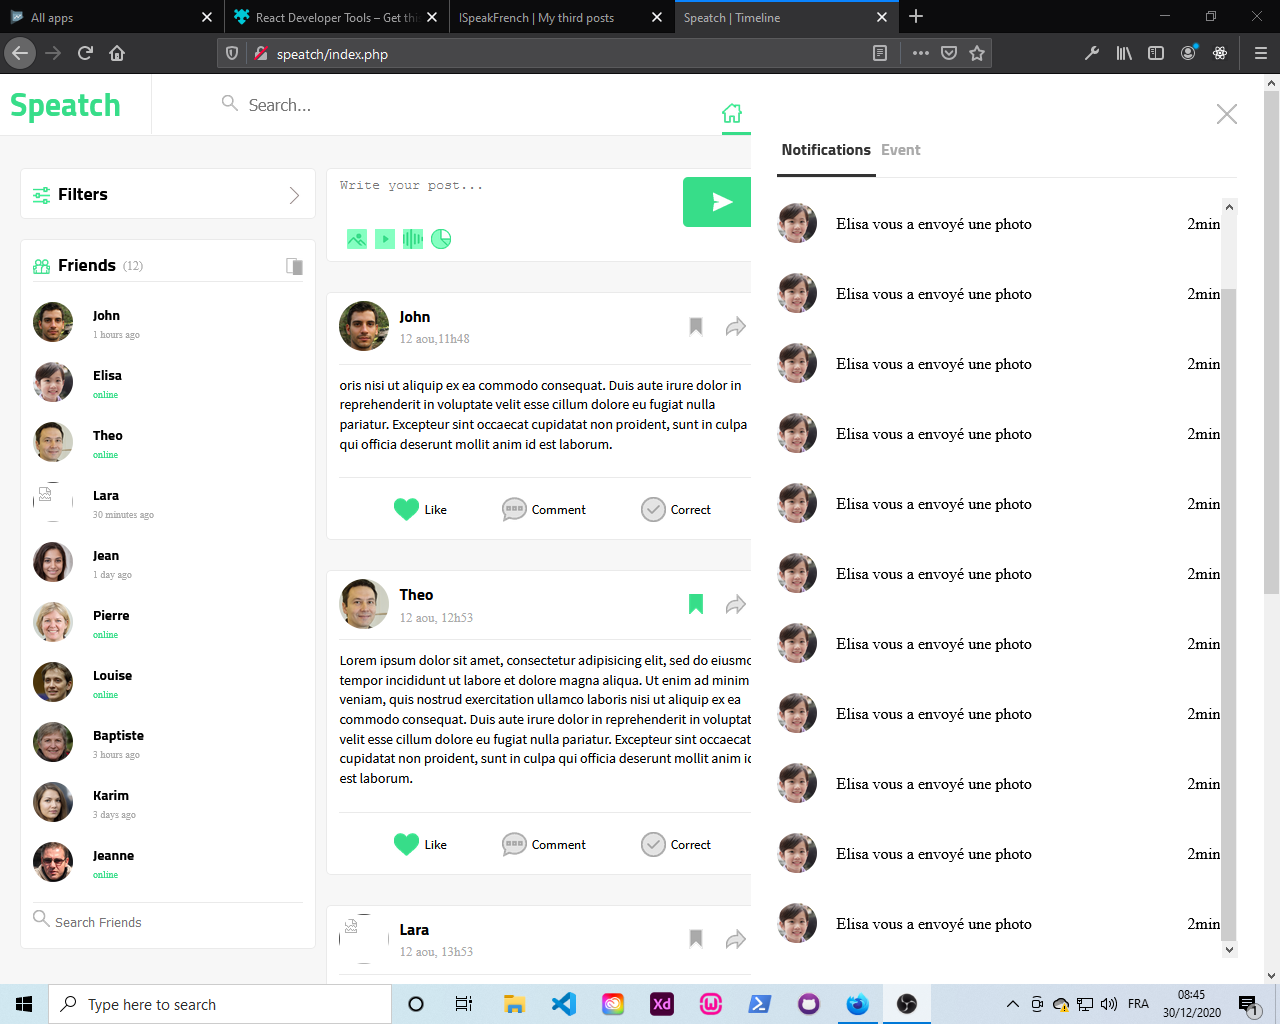 All apps
React Developer Tools – Get thi
ISpeakFrench | My third posts
Speatch | Timeline
speatch/index.php
Speatch
Search...
Filters
Friends (12)
John
1 hours ago
Elisa
online
Theo
online
Lara
30 minutes ago
Jean
1 day ago
Pierre
online
Louise
online
Baptiste
3 hours ago
Karim
3 days ago
Jeanne
online
Search Friends
Write your post...
John
12 aou,11h48
oris nisi ut aliquip ex ea commodo consequat. Duis aute irure dolor in
reprehenderit in voluptate velit esse cillum dolore eu fugiat nulla
pariatur. Excepteur sint occaecat cupidatat non proident, sunt in culpa
qui officia deserunt mollit anim id est laborum.
Like Comment Correct
Theo
12 aou, 12h53
Lorem ipsum dolor sit amet, consectetur adipisicing elit, sed do eiusmo
tempor incididunt ut labore et dolore magna aliqua. Ut enim ad minim
veniam, quis nostrud exercitation ullamco laboris nisi ut aliquip ex ea
commodo consequat. Duis aute irure dolor in reprehenderit in voluptat
velit esse cillum dolore eu fugiat nulla pariatur. Excepteur sint occaecat
cupidatat non proident, sunt in culpa qui officia deserunt mollit anim id
est laborum.
Like Comment Correct
Lara
12 aou, 13h53
Notifications Event
Elisa vous a envoyé une photo 2min
Elisa vous a envoyé une photo 2min
Elisa vous a envoyé une photo 2min
Elisa vous a envoyé une photo 2min
Elisa vous a envoyé une photo 2min
Elisa vous a envoyé une photo 2min
Elisa vous a envoyé une photo 2min
Elisa vous a envoyé une photo 2min
Elisa vous a envoyé une photo 2min
Elisa vous a envoyé une photo 2min
Elisa vous a envoyé une photo 2min
Type here to search
Xd
FRA
08:45
30/12/2020
1